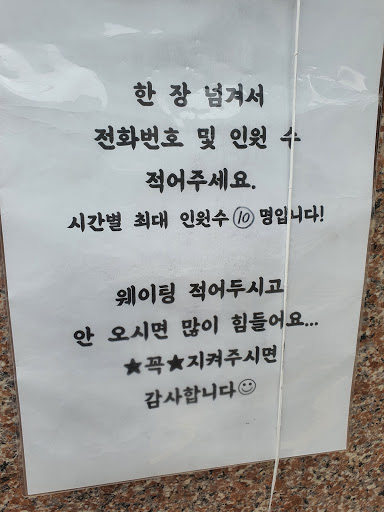 한 장 넘겨서
전화번호 및 인원 수
적어주세요.
시간별 최대 인원수 ⑩ 명입니다!
웨이팅 적어두시고
안 오시면 많이 힘들어요...
★꼭★지켜주시면
감사합니다☺